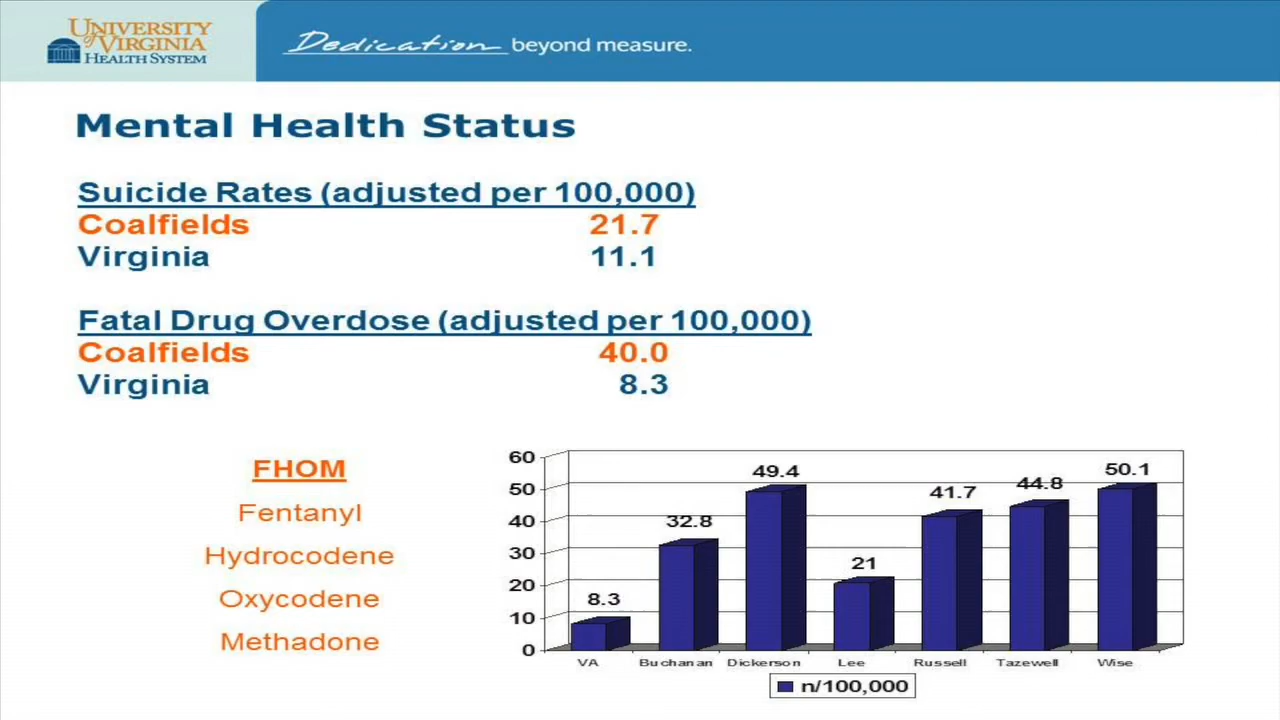 UNIVERSITY
of VIRGINIA
HEALTH SYSTEM
Dedication beyond measure.
Mental Health Status
Suicide Rates (adjusted per 100,000)
Coalfields 21.7
Virginia 11.1
Fatal Drug Overdose (adjusted per 100,000)
Coalfields 40.0
Virginia 8.3
FHOM
Fentanyl
Hydrocodene
Oxycodene
Methadone
60
50
40
30
20
10
0
8.3
32.8
49.4
21
41.7
44.8
50.1
VA Buchanan Dickerson Lee Russell Tazewell Wise
n/100,000